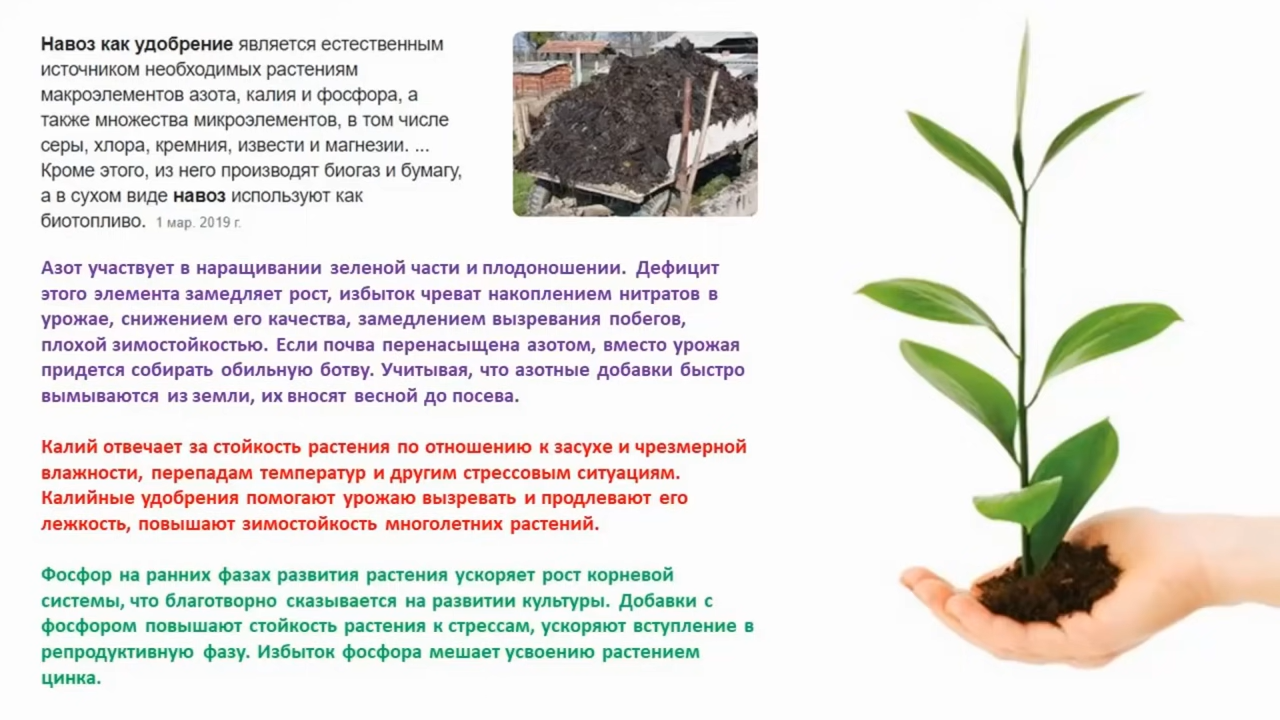 Навоз как удобрение является естественным
источником необходимых растениям
макроэлементов азота, калия и фосфора, а
также множества микроэлементов, в том числе
серы, хлора, кремния, извести и магнезии. ...
Кроме этого, из него производят биогаз и бумагу,
а в сухом виде навоз используют как
биотопливо. 1 мар. 2019 г.
Азот участвует в наращивании зеленой части и плодоношении. Дефицит
этого элемента замедляет рост, избыток чреват накоплением нитратов в
урожае, снижением его качества, замедлением вызревания побегов,
плохой зимостойкостью. Если почва перенасыщена азотом, вместо урожая
придется собирать обильную ботву. Учитывая, что азотные добавки быстро
вымываются из земли, их вносят весной до посева.
Калий отвечает за стойкость растения по отношению к засухе и чрезмерной
влажности, перепадам температур и другим стрессовым ситуациям.
Калийные удобрения помогают урожаю вызревать и продлевают его
лежкость, повышают зимостойкость многолетних растений.
Фосфор на ранних фазах развития растения ускоряет рост корневой
системы, что благотворно сказывается на развитии культуры. Добавки с
фосфором повышают стойкость растения к стрессам, ускоряют вступление в
репродуктивную фазу. Избыток фосфора мешает усвоению растением
цинка.